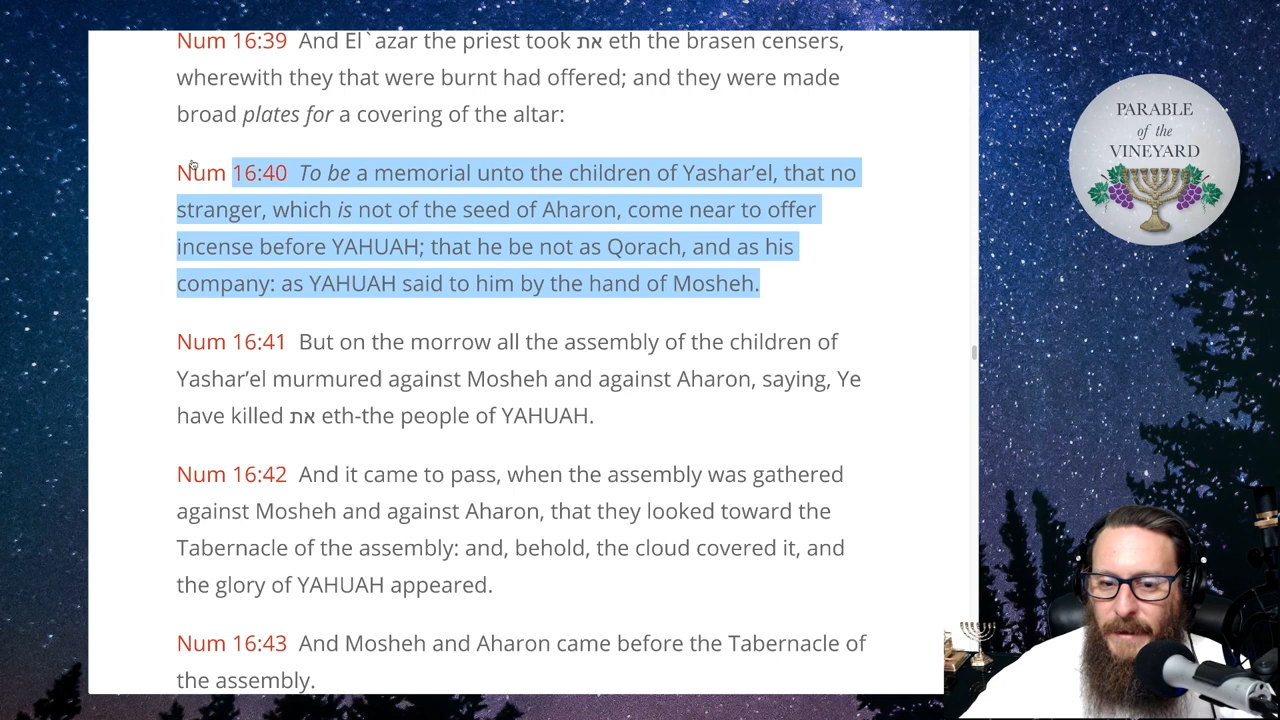 Num 16:39 And El`azar the priest took את eth the brasen censers,
wherewith they that were burnt had offered; and they were made
broad plates for a covering of the altar:
Num 16:40 To be a memorial unto the children of Yashar’el, that no
stranger, which is not of the seed of Aharon, come near to offer
incense before YAHUAH; that he be not as Qorach, and as his
company: as YAHUAH said to him by the hand of Mosheh.
Num 16:41 But on the morrow all the assembly of the children of
Yashar’el murmured against Mosheh and against Aharon, saying, Ye
have killed את eth-the people of YAHUAH.
Num 16:42 And it came to pass, when the assembly was gathered
against Mosheh and against Aharon, that they looked toward the
Tabernacle of the assembly: and, behold, the cloud covered it, and
the glory of YAHUAH appeared.
Num 16:43 And Mosheh and Aharon came before the Tabernacle of
the assembly.
PARABLE
of the
VINEYARD